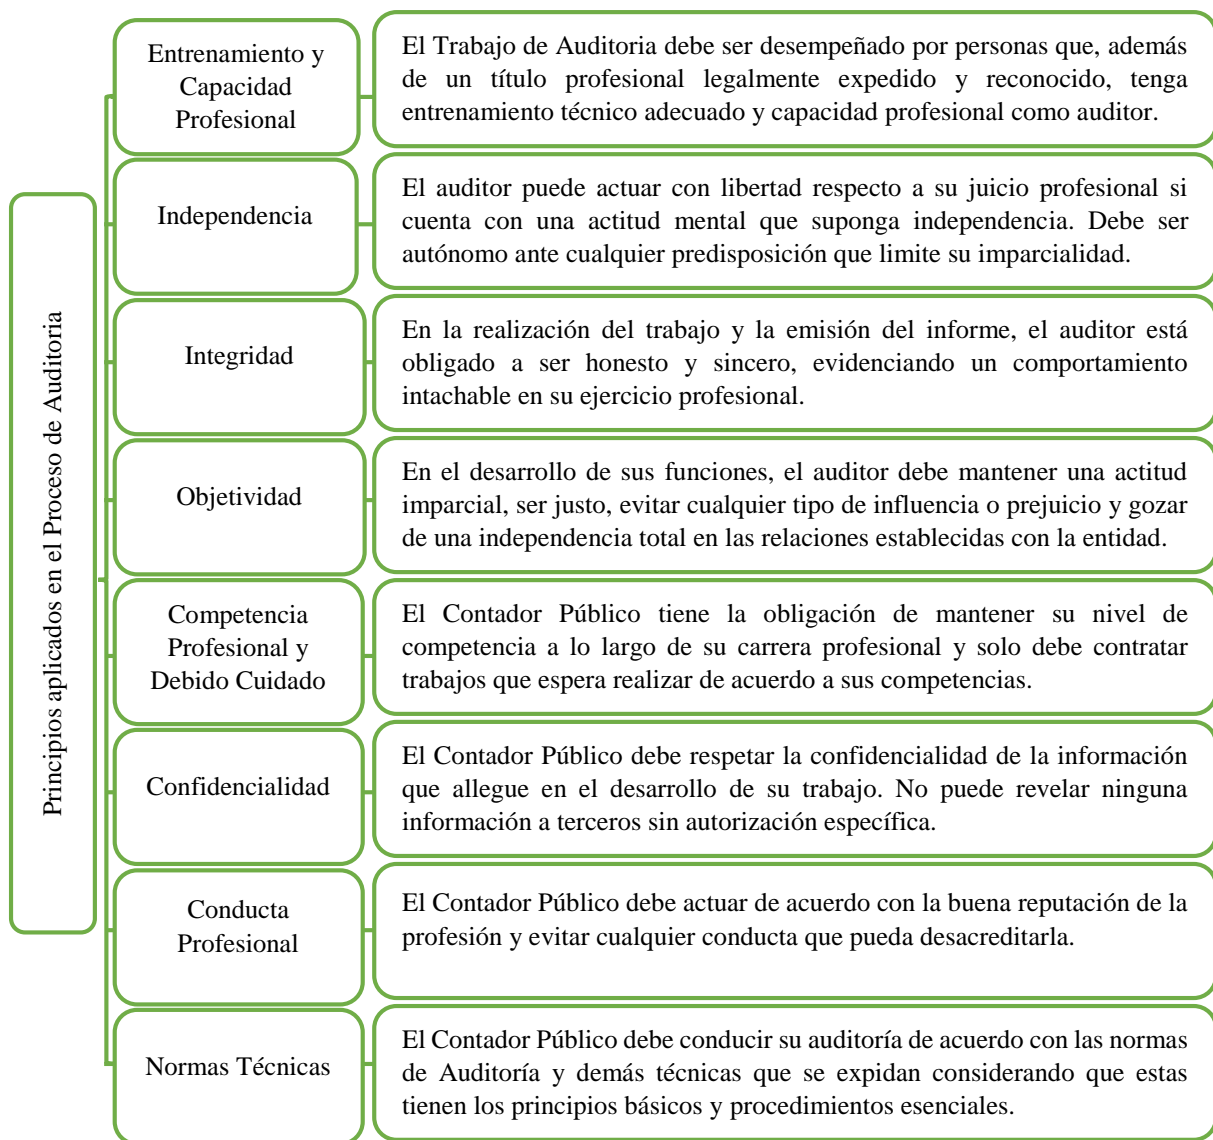 Principios aplicados en el Proceso de Auditoria
Entrenamiento y
Capacidad
Profesional
El Trabajo de Auditoria debe ser desempeñado por personas que, además
de un título profesional legalmente expedido y reconocido, tenga
entrenamiento técnico adecuado y capacidad profesional como auditor.
Independencia
El auditor puede actuar con libertad respecto a su juicio profesional si
cuenta con una actitud mental que suponga independencia. Debe ser
autónomo ante cualquier predisposición que limite su imparcialidad.
Integridad
En la realización del trabajo y la emisión del informe, el auditor está
obligado a ser honesto y sincero, evidenciando un comportamiento
intachable en su ejercicio profesional.
Objetividad
En el desarrollo de sus funciones, el auditor debe mantener una actitud
imparcial, ser justo, evitar cualquier tipo de influencia o prejuicio y gozar
de una independencia total en las relaciones establecidas con la entidad.
Competencia
Profesional y
Debido Cuidado
El Contador Público tiene la obligación de mantener su nivel de
competencia a lo largo de su carrera profesional y solo debe contratar
trabajos que espera realizar de acuerdo a sus competencias.
Confidencialidad
El Contador Público debe respetar la confidencialidad de la información
que allegue en el desarrollo de su trabajo. No puede revelar ninguna
información a terceros sin autorización específica.
Conducta
Profesional
El Contador Público debe actuar de acuerdo con la buena reputación de la
profesión y evitar cualquier conducta que pueda desacreditarla.
Normas Técnicas
El Contador Público debe conducir su auditoría de acuerdo con las normas
de Auditoría y demás técnicas que se expidan considerando que estas
tienen los principios básicos y procedimientos esenciales.